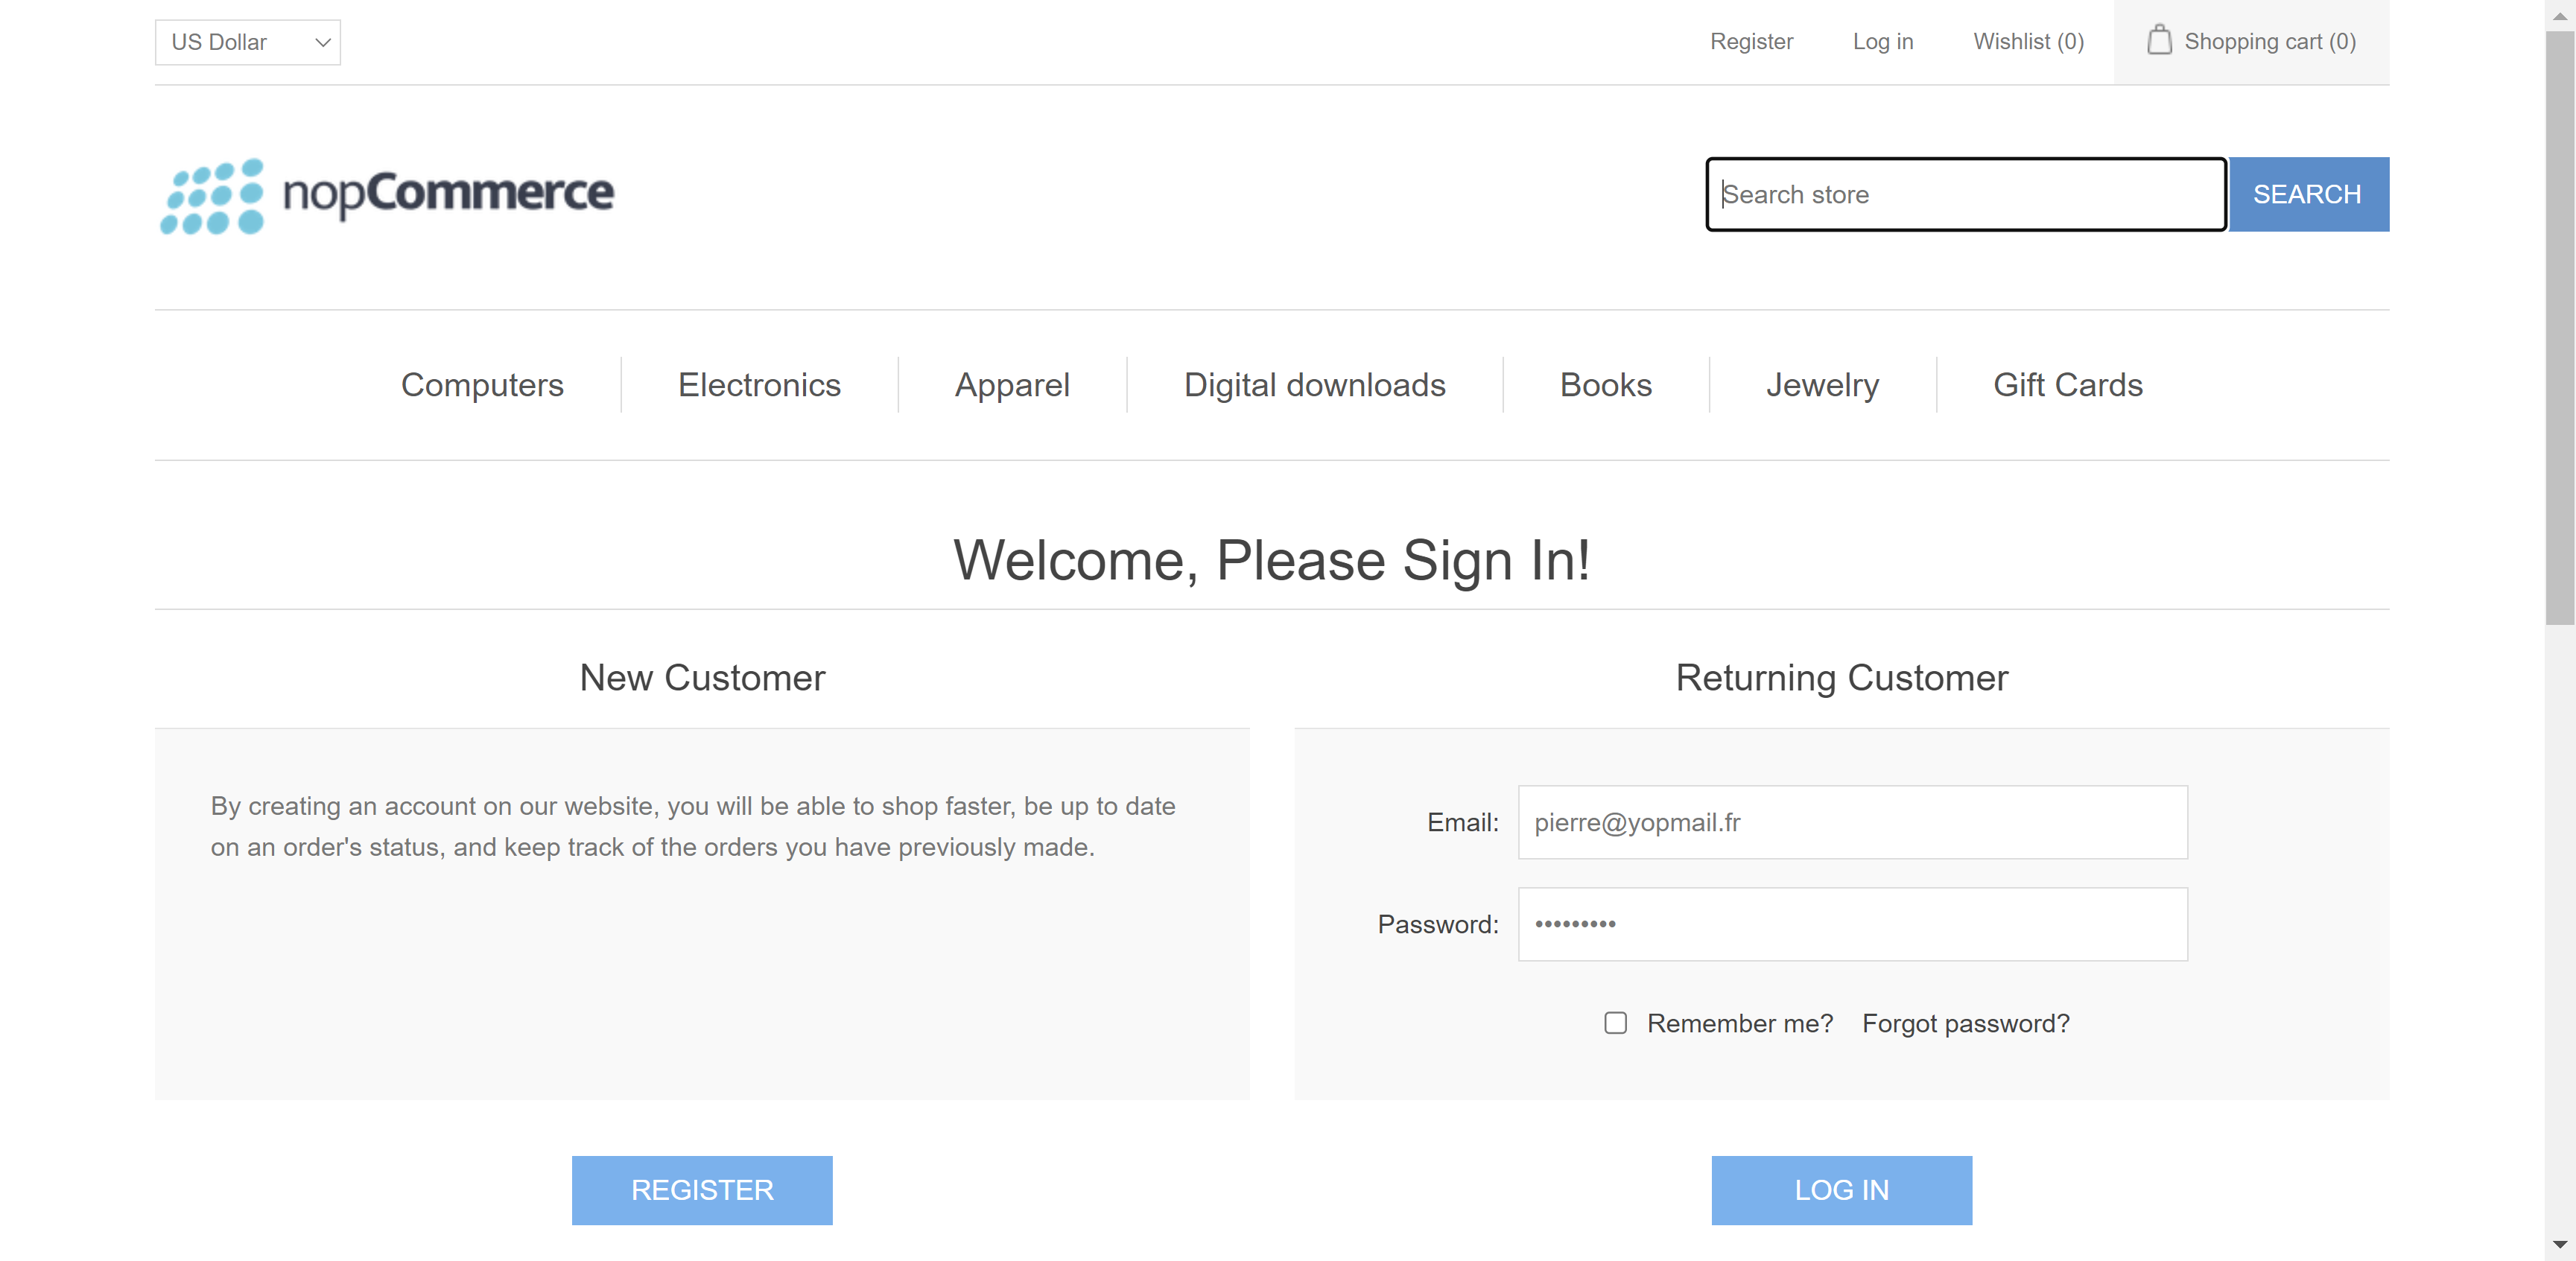 US Dollar
Register Log in Wishlist (0) Shopping cart (0)
nopCommerce
Search store
SEARCH
Computers Electronics Apparel Digital downloads Books Jewelry Gift Cards
Welcome, Please Sign In!
New Customer
By creating an account on our website, you will be able to shop faster, be up to date
on an order's status, and keep track of the orders you have previously made.
REGISTER
Returning Customer
Email: pierre@yopmail.fr
Password: •••••••••
Remember me? Forgot password?
LOG IN